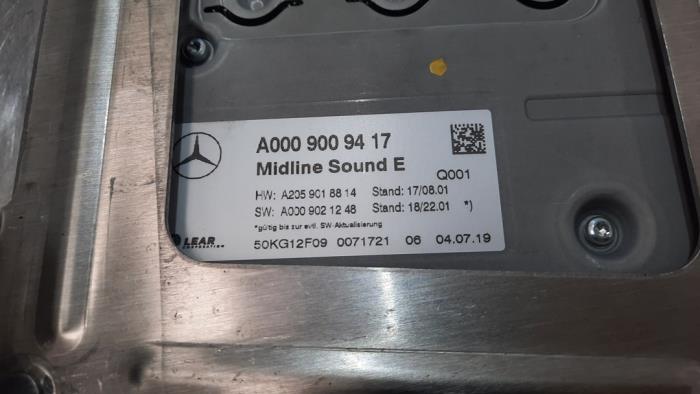 A000 900 94 17
Midline Sound E
Q001
HW: A205 901 88 14 Stand: 17/08.01
SW: A000 902 12 48 Stand: 18/22.01 *)
*gültig bis zur evtl. SW-Aktualisierung
LEAR
CORPORATION
50KG12F09 0071721 06 04.07.19